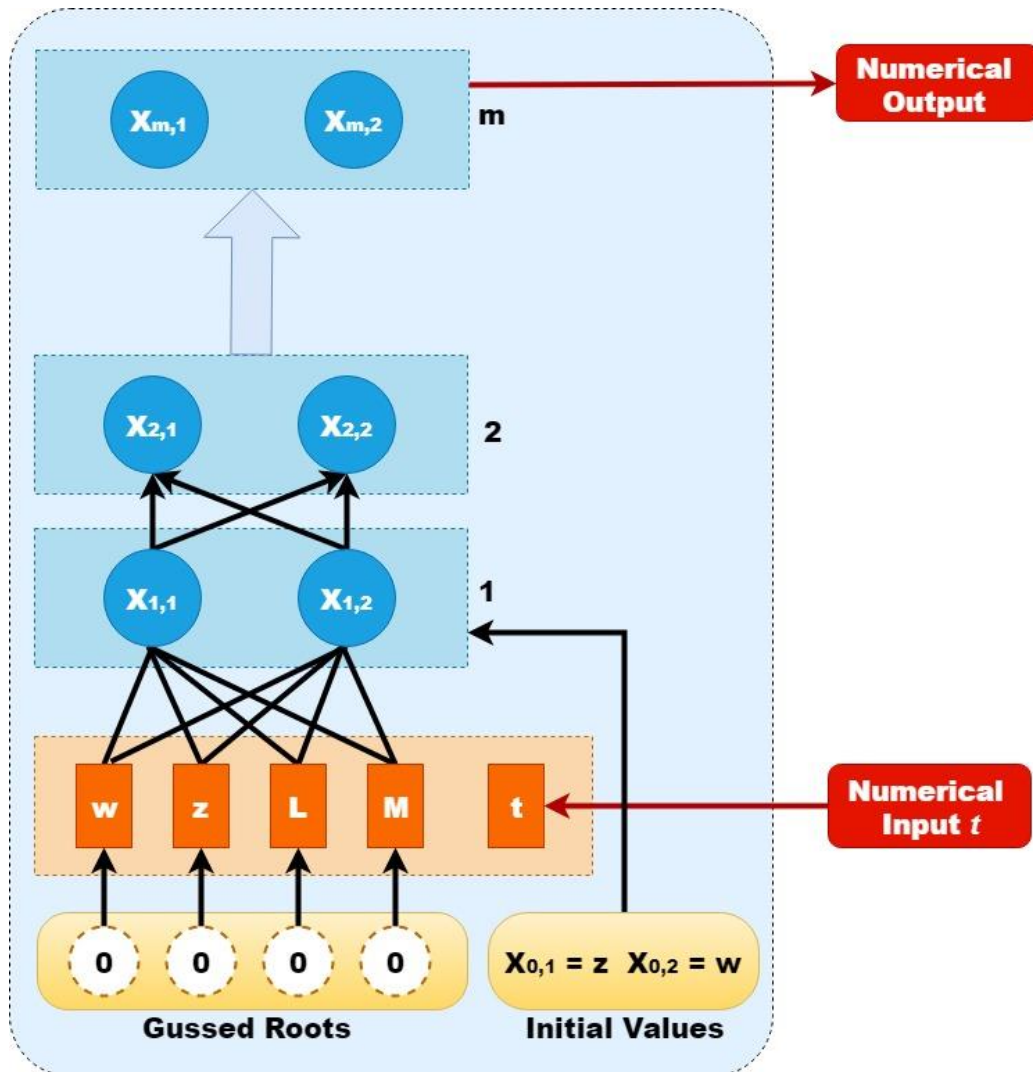 Numerical
Output
Xm,1
Xm,2
m
X2,1
X2,2
2
X1,1
X1,2
1
w
z
L
M
t
Numerical
Input t
0
0
0
0
X0,1 = z X0,2 = w
Gussed Roots
Initial Values